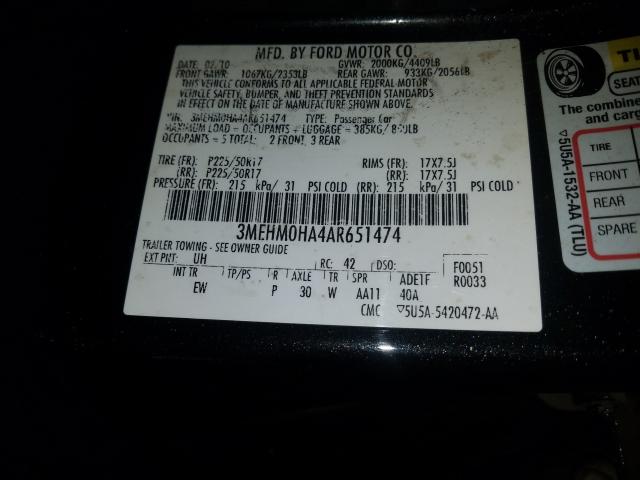 MFD. BY FORD MOTOR CO.
02/10 GVWR: 2000KG/4409LB
FRONT GAWR: 1067KG/2353LB REAR GAWR: 933KG/2056LB
THIS VEHICLE CONFORMS TO ALL APPLICABLE FEDERAL MOTOR
VEHICLE SAFETY, BUMPER, AND THEFT PREVENTION STANDARDS
IN EFFECT ON THE DATE OF MANUFACTURE SHOWN ABOVE.
VIN: 3MEHM0HA4AR651474 TYPE: Passenger Car
MAXIMUM LOAD = OCCUPANTS + LUGGAGE = 385KG/ LB
OCCUPANTS = 5 TOTAL: 2 FRONT, 3 REAR
TIRE (FR): P225/50R17 RIMS (FR): 17X7.5J
(RR): P225/50R17 (RR): 17X7.5J
PRESSURE (FR): 215 kPa/ 31 PSI COLD (RR): 215 kPa/ 31 PSI COLD
3MEHM0HA4AR651474
TRAILER TOWING - SEE OWNER GUIDE
EXT PNT: UH RC: 42 DSO: F0051
INT TR TP/PS R AXLE TR SPR ADE1F R0033
EW P 30 W AA11 40A
CMC ▽5U5A-5420472-AA
TI
SEAT
The combine
and carg
TIRE
FRONT
REAR
SPARE
▽5U5A-1532-AA (TLU)